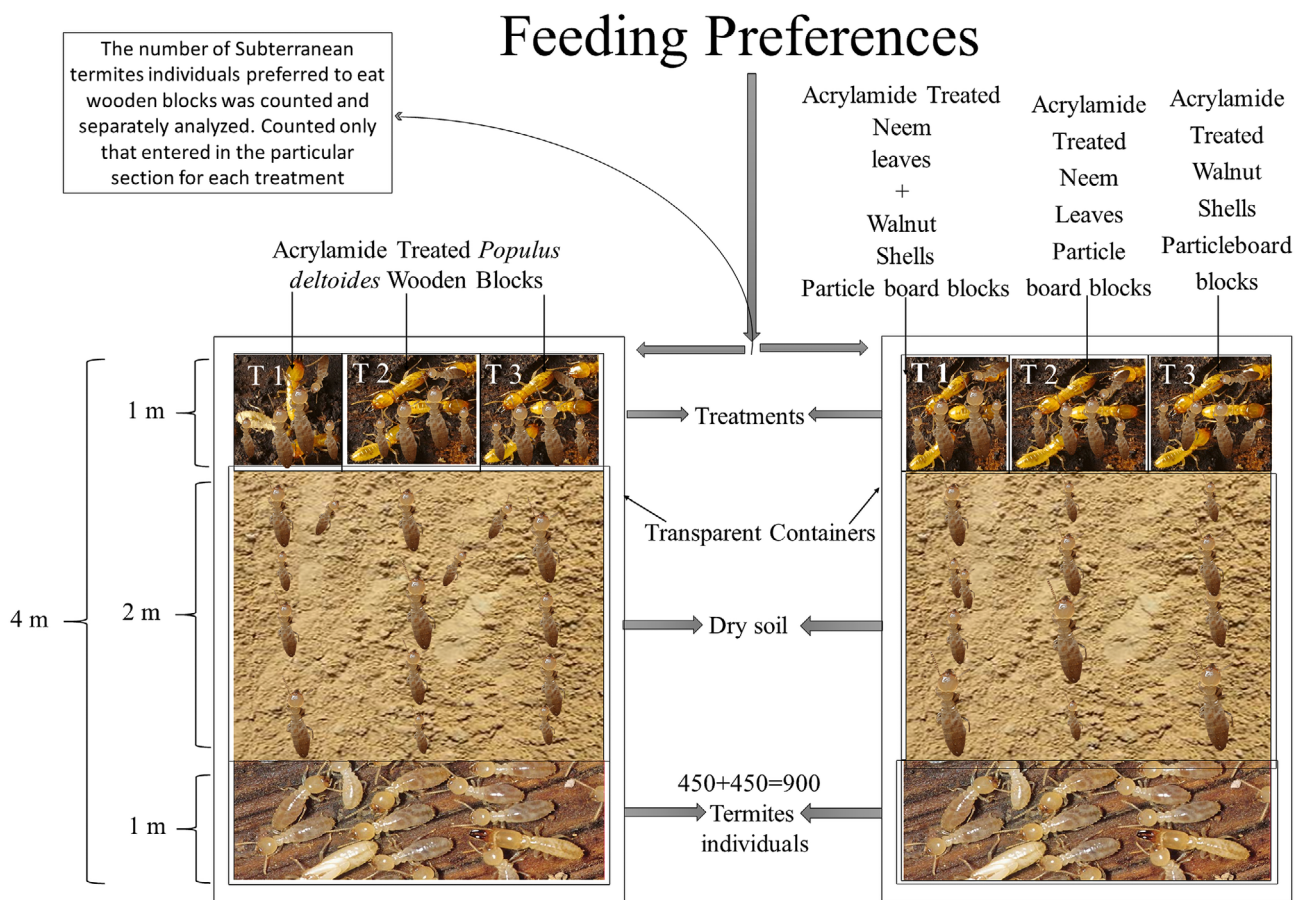 Feeding Preferences
The number of Subterranean
termites individuals preferred to eat
wooden blocks was counted and
separately analyzed. Counted only
that entered in the particular
section for each treatment
Acrylamide Treated Populus
deltoides Wooden Blocks
Acrylamide Treated
Neem
leaves
+
Walnut
Shells
Particle board blocks
Acrylamide
Treated
Neem
Leaves
Particle
board blocks
Acrylamide
Treated
Walnut
Shells
Particleboard
blocks
T 1
T 2
T 3
T 1
T 2
T 3
1 m
Treatments
Transparent Containers
4 m
2 m
Dry soil
1 m
450+450=900
Termites
individuals